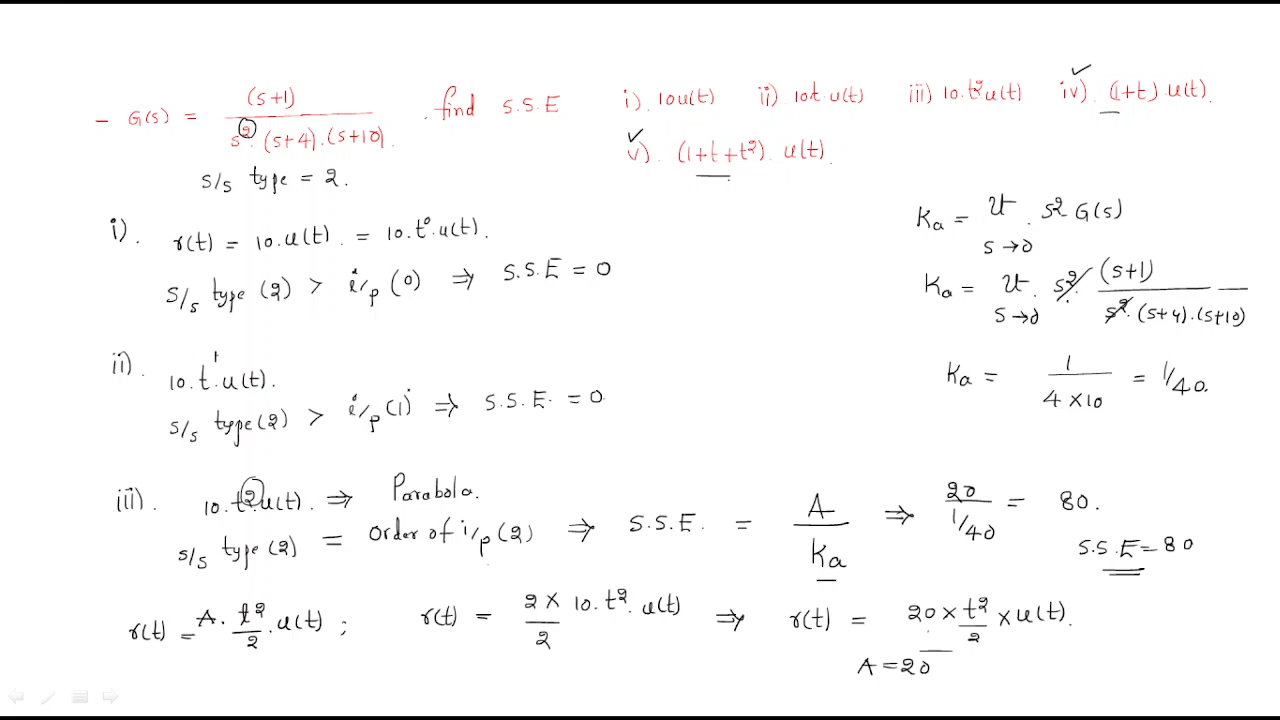 - G(s) = (s+1) / s². (s+4).(s+10) . find S.S.E i). 10u(t) ii) 10t.u(t) iii) 10.t²u(t) iv). (1+t).u(t).
v). (1+t+t²). u(t).
S/s type = 2.
i). r(t) = 10.u(t). = 10.t⁰.u(t).
S/s type (2) > i/p (0) ⇒ S.S.E = 0
Ka = lt s→0 . s² G(s)
Ka = lt s→0 . s². (s+1) / s². (s+4).(s+10)
Ka = 1 / 4×10 = 1/40.
ii). 10.t¹.u(t).
S/s type(2) > i/p(1) ⇒ S.S.E. = 0
iii). 10.t²u(t). ⇒ Parabola.
S/s type (2) = Order of i/p (2) ⇒ S.S.E. = A / Ka ⇒ 20 / 1/40 = 80.
S.S.E = 80
r(t) = A. t²/2 .u(t) ; r(t) = 2 × 10.t². u(t) / 2 ⇒ r(t) = 20 × t²/2 × u(t).
A = 20